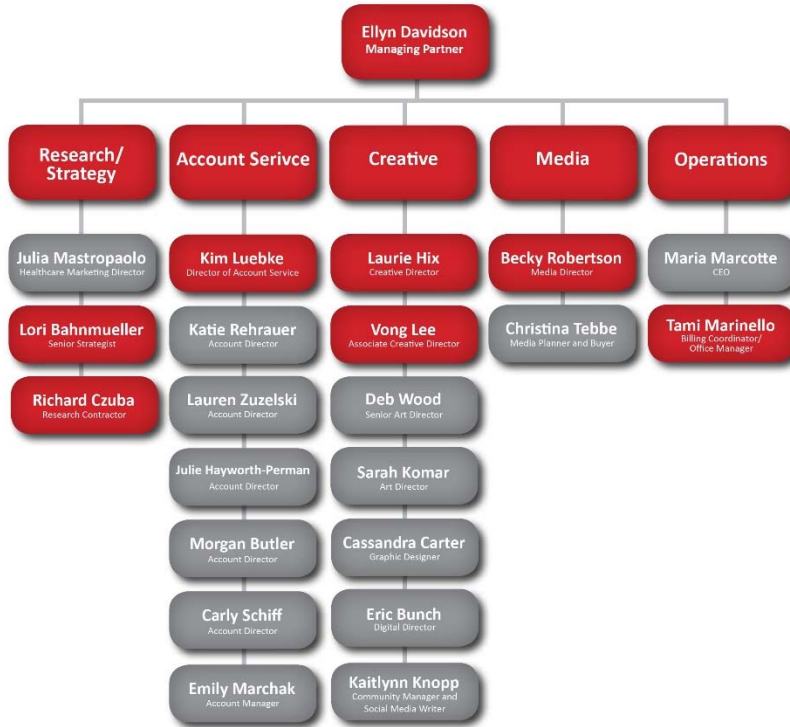 Ellyn Davidson
Managing Partner
Research/
Strategy
Account Serivce
Creative
Media
Operations
Julia Mastropaolo
Healthcare Marketing Director
Lori Bahnmueller
Senior Strategist
Richard Czuba
Research Contractor
Kim Luebke
Director of Account Service
Katie Rehrauer
Account Director
Lauren Zuzelski
Account Director
Julie Hayworth-Perman
Account Director
Morgan Butler
Account Director
Carly Schiff
Account Director
Emily Marchak
Account Manager
Laurie Hix
Creative Director
Vong Lee
Associate Creative Director
Deb Wood
Senior Art Director
Sarah Komar
Art Director
Cassandra Carter
Graphic Designer
Eric Bunch
Digital Director
Kaitlynn Knopp
Community Manager and
Social Media Writer
Becky Robertson
Media Director
Christina Tebbe
Media Planner and Buyer
Maria Marcotte
CEO
Tami Marinello
Billing Coordinator/
Office Manager